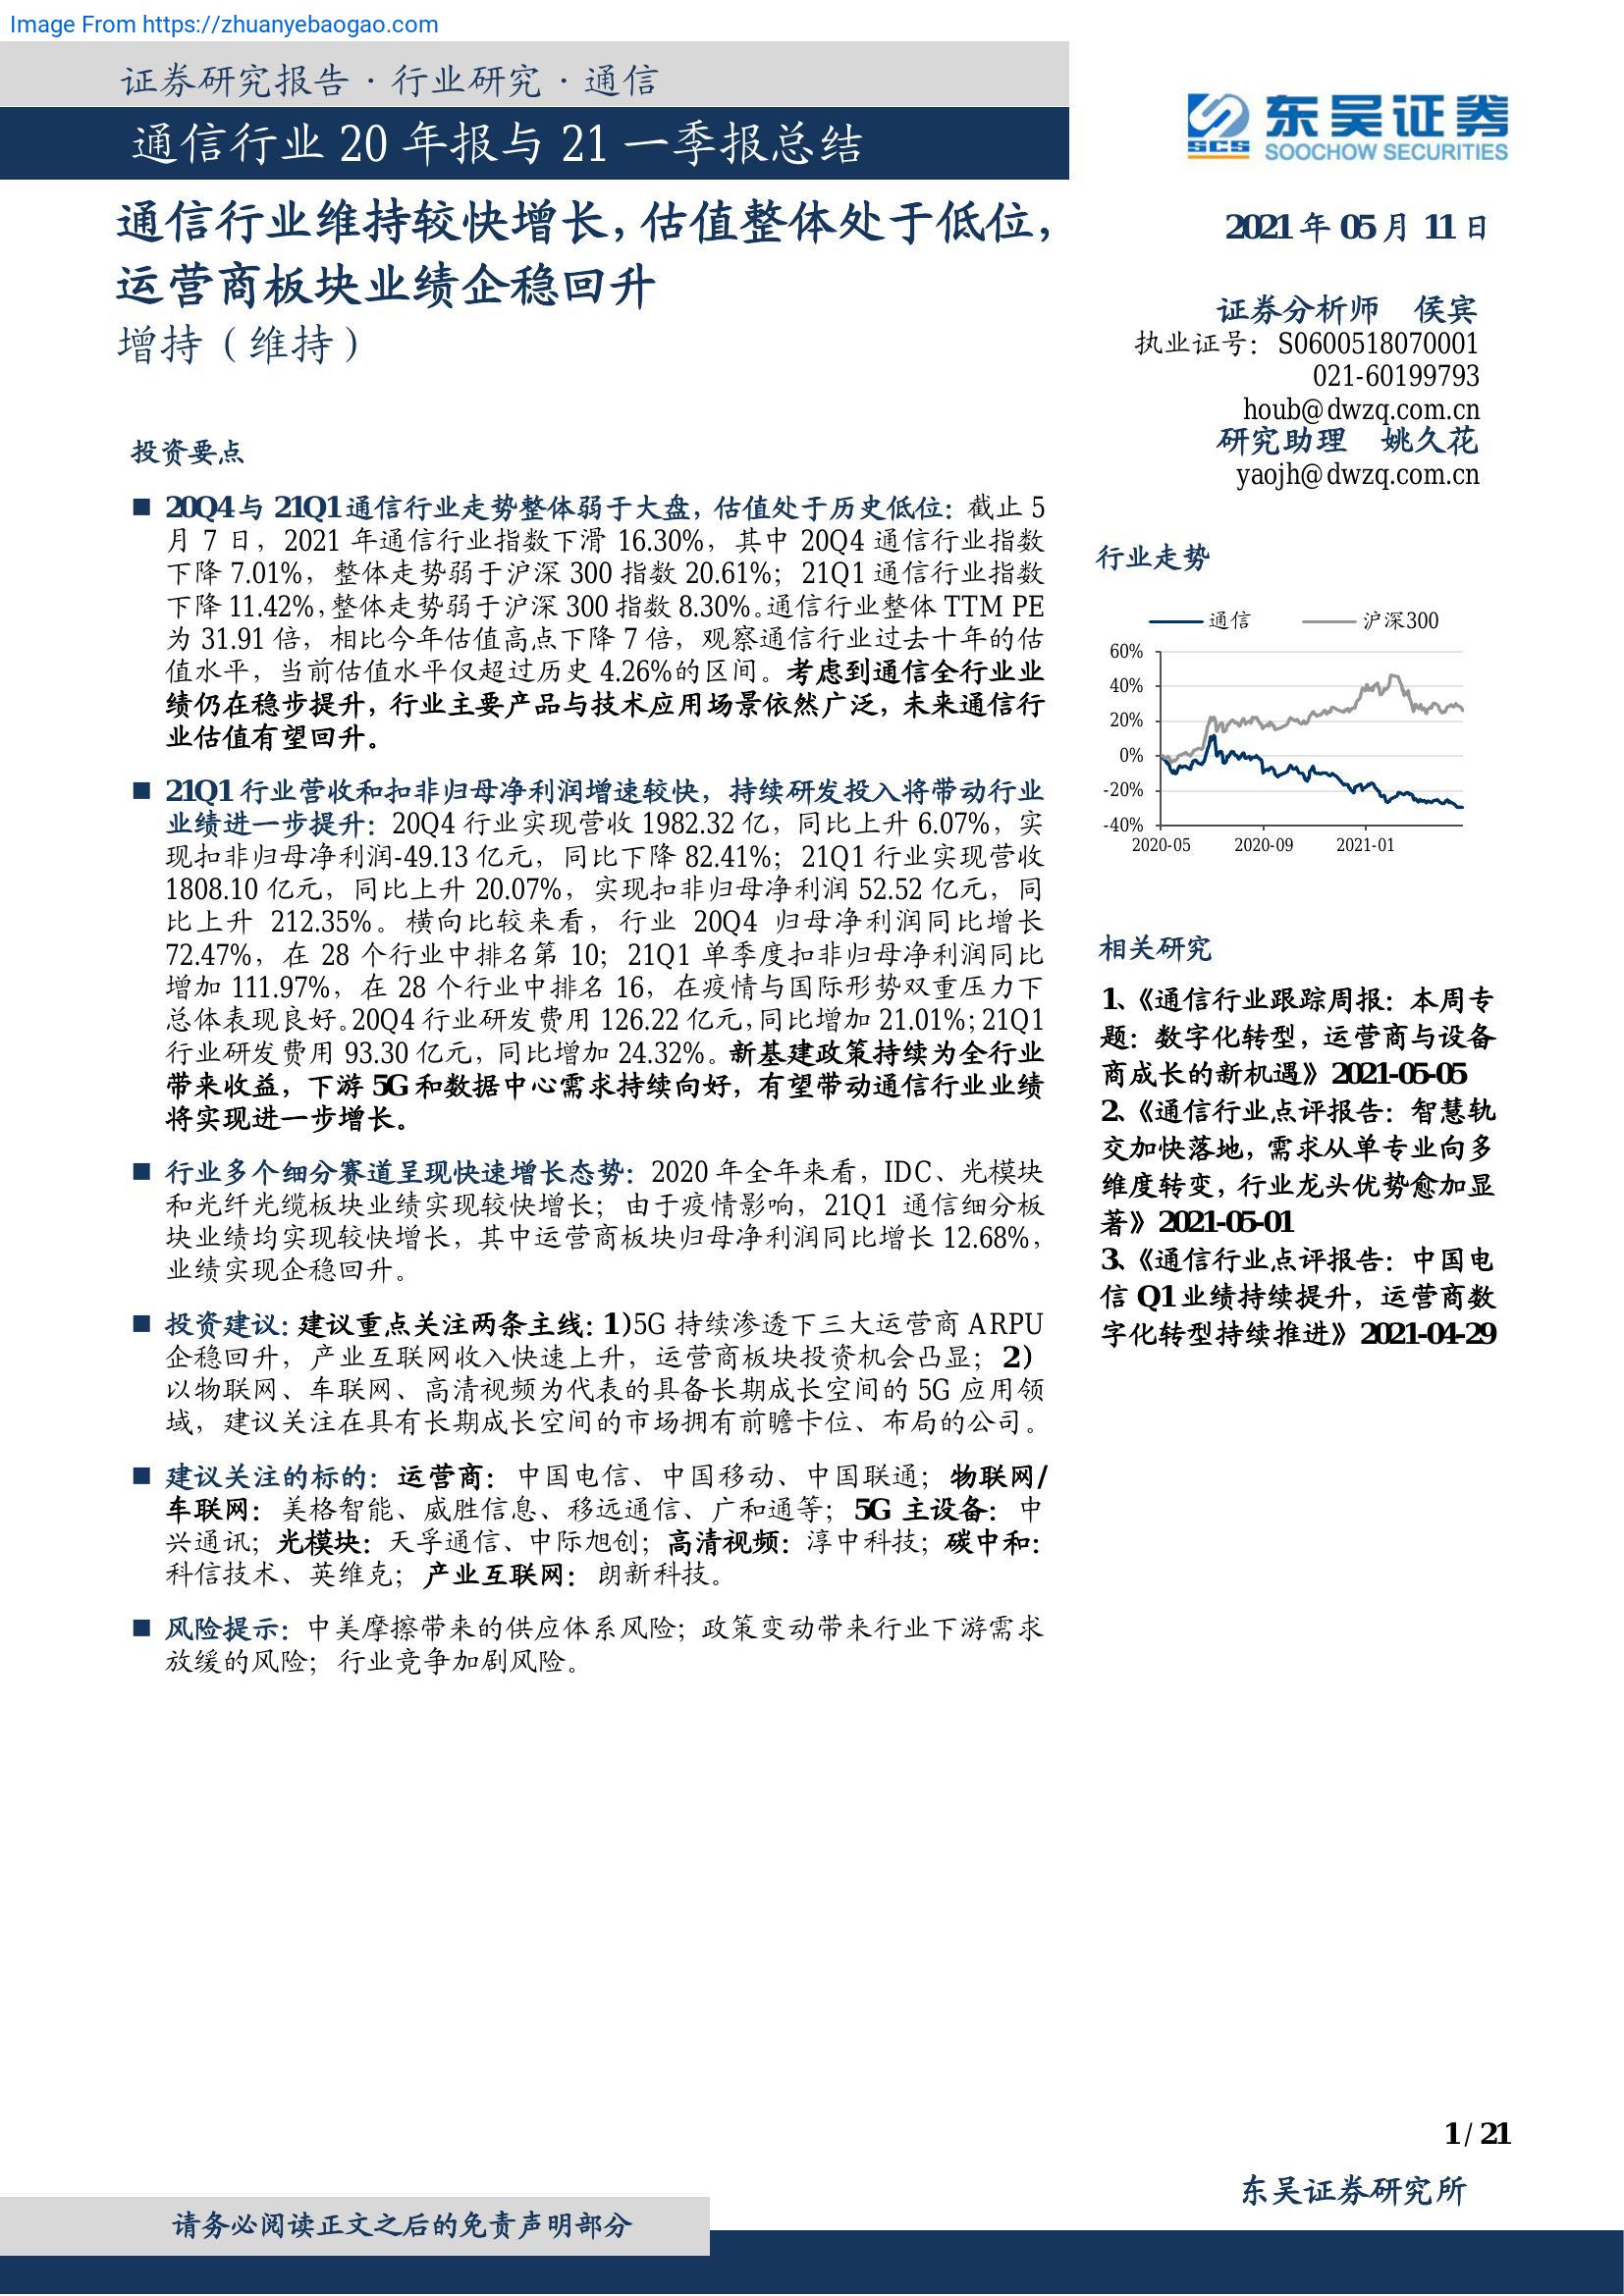 Image From https://zhuanyebaogao.com
证券研究报告 · 行业研究 · 通信
通信行业 20 年报与 21 一季报总结
东吴证券
SCS
SOOCHOW SECURITIES
通信行业维持较快增长，估值整体处于低位，
运营商板块业绩企稳回升
增持（维持）
投资要点
■ 20Q4 与 21Q1 通信行业走势整体弱于大盘，估值处于历史低位：截止 5
月 7 日，2021 年通信行业指数下滑 16.30%，其中 20Q4 通信行业指数
下降 7.01%，整体走势弱于沪深 300 指数 20.61%；21Q1 通信行业指数
下降 11.42%，整体走势弱于沪深 300 指数 8.30%。通信行业整体 TTM PE
为 31.91 倍，相比今年估值高点下降 7 倍，观察通信行业过去十年的估
值水平，当前估值水平仅超过历史 4.26%的区间。考虑到通信全行业业
绩仍在稳步提升，行业主要产品与技术应用场景依然广泛，未来通信行
业估值有望回升。
■ 21Q1 行业营收和扣非归母净利润增速较快，持续研发投入将带动行业
业绩进一步提升：20Q4 行业实现营收 1982.32 亿，同比上升 6.07%，实
现扣非归母净利润-49.13 亿元，同比下降 82.41%；21Q1 行业实现营收
1808.10 亿元，同比上升 20.07%，实现扣非归母净利润 52.52 亿元，同
比上升 212.35%。横向比较来看，行业 20Q4 归母净利润同比增长
72.47%，在 28 个行业中排名第 10；21Q1 单季度扣非归母净利润同比
增加 111.97%，在 28 个行业中排名 16，在疫情与国际形势双重压力下
总体表现良好。20Q4 行业研发费用 126.22 亿元，同比增加 21.01%；21Q1
行业研发费用 93.30 亿元，同比增加 24.32%。新基建政策持续为全行业
带来收益，下游 5G 和数据中心需求持续向好，有望带动通信行业业绩
将实现进一步增长。
■ 行业多个细分赛道呈现快速增长态势：2020 年全年来看，IDC、光模块
和光纤光缆板块业绩实现较快增长；由于疫情影响，21Q1 通信细分板
块业绩均实现较快增长，其中运营商板块归母净利润同比增长 12.68%，
业绩实现企稳回升。
■ 投资建议：建议重点关注两条主线：1)5G 持续渗透下三大运营商 ARPU
企稳回升，产业互联网收入快速上升，运营商板块投资机会凸显；2）
以物联网、车联网、高清视频为代表的具备长期成长空间的 5G 应用领
域，建议关注在具有长期成长空间的市场拥有前瞻卡位、布局的公司。
■ 建议关注的标的：运营商：中国电信、中国移动、中国联通；物联网/
车联网：美格智能、威胜信息、移远通信、广和通等；5G 主设备：中
兴通讯；光模块：天孚通信、中际旭创；高清视频：淳中科技；碳中和：
科信技术、英维克；产业互联网：朗新科技。
■ 风险提示：中美摩擦带来的供应体系风险；政策变动带来行业下游需求
放缓的风险；行业竞争加剧风险。
2021 年 05 月 11 日
证券分析师 侯宾
执业证号：S0600518070001
021-60199793
houb@dwzq.com.cn
研究助理 姚久花
yaojh@dwzq.com.cn
行业走势
通信 沪深300
60%
40%
20%
0%
-20%
-40%
2020-05 2020-09 2021-01
相关研究
1、《通信行业跟踪周报：本周专
题：数字化转型，运营商与设备
商成长的新机遇》2021-05-05
2、《通信行业点评报告：智慧轨
交加快落地，需求从单专业向多
维度转变，行业龙头优势愈加显
著》2021-05-01
3、《通信行业点评报告：中国电
信 Q1 业绩持续提升，运营商数
字化转型持续推进》2021-04-29
1 / 21
东吴证券研究所
请务必阅读正文之后的免责声明部分